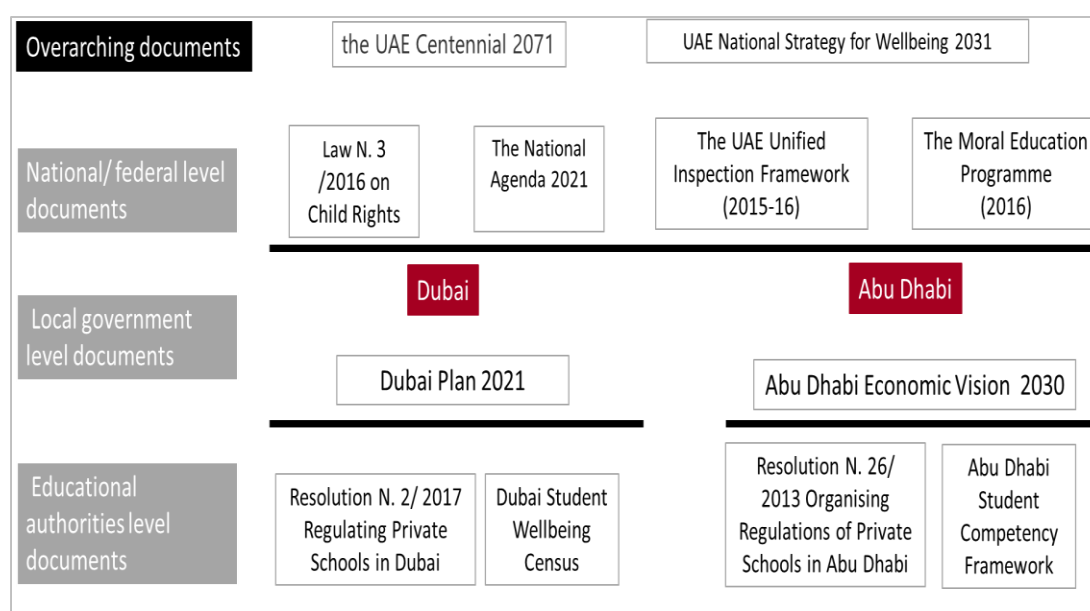 Overarching documents
the UAE Centennial 2071
UAE National Strategy for Wellbeing 2031
National/ federal level
documents
Law N. 3
/2016 on
Child Rights
The National
Agenda 2021
The UAE Unified
Inspection Framework
(2015-16)
The Moral Education
Programme
(2016)
Local government
level documents
Dubai
Abu Dhabi
Dubai Plan 2021
Abu Dhabi Economic Vision 2030
Educational
authorities level
documents
Resolution N. 2/ 2017
Regulating Private
Schools in Dubai
Dubai Student
Wellbeing
Census
Resolution N. 26/
2013 Organising
Regulations of Private
Schools in Abu Dhabi
Abu Dhabi
Student
Competency
Framework